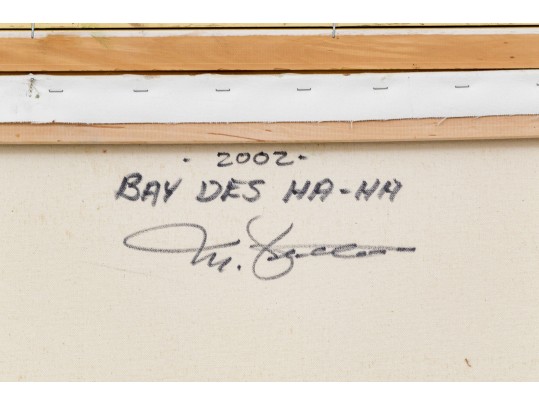 - 2002 -
BAY DES HA-HA
M.